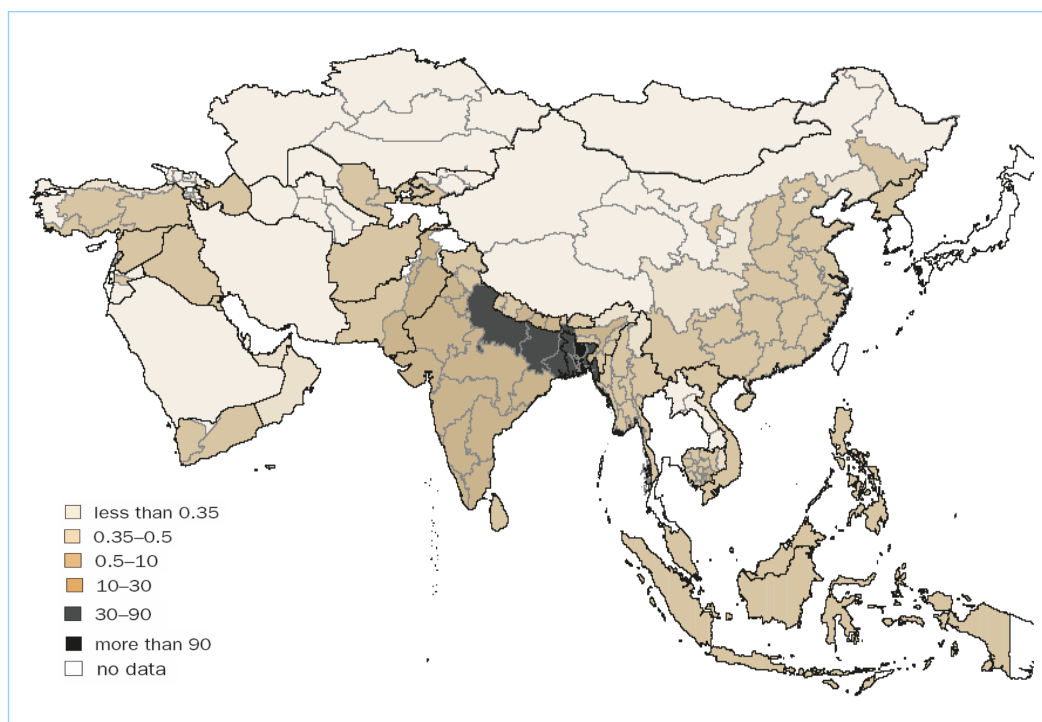 less than 0.35
0.35–0.5
0.5–10
10–30
30–90
more than 90
no data